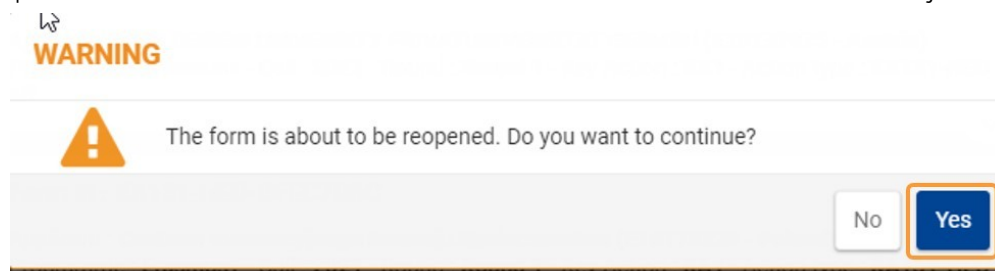 WARNING
The form is about to be reopened. Do you want to continue?
No
Yes